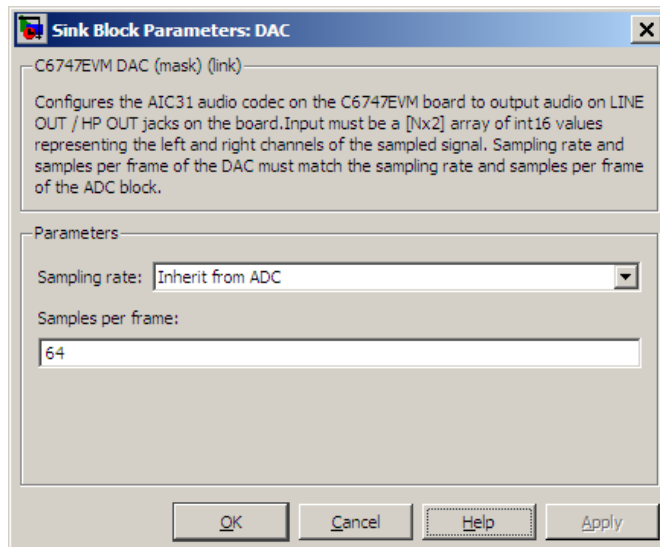 Sink Block Parameters: DAC
C6747EVM DAC (mask) (link)
Configures the AIC31 audio codec on the C6747EVM board to output audio on LINE
OUT / HP OUT jacks on the board.Input must be a [Nx2] array of int16 values
representing the left and right channels of the sampled signal. Sampling rate and
samples per frame of the DAC must match the sampling rate and samples per frame
of the ADC block.
Parameters
Sampling rate: Inherit from ADC
Samples per frame:
64
OK Cancel Help Apply